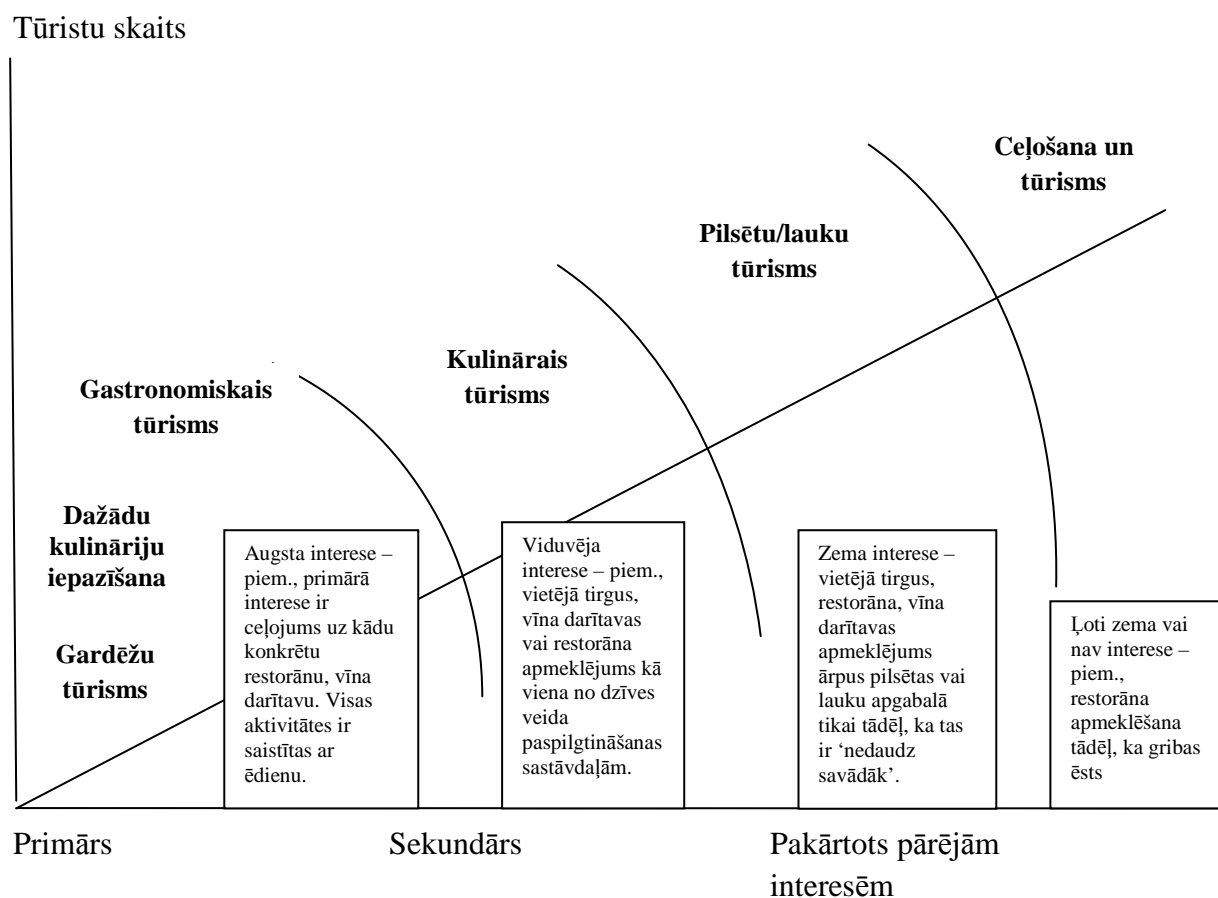 Tūristu skaits
Ceļošana un
tūrisms
Pilsētu/lauku
tūrisms
Kulinārais
tūrisms
Gastronomiskais
tūrisms
Dažādu
kulināriju
iepazīšana
Gardēžu
tūrisms
Augsta interese –
piem., primārā
interese ir
ceļojums uz kādu
konkrētu
restorānu, vīna
darītavu. Visas
aktivitātes ir
saistītas ar
ēdienu.
Viduvēja
interese – piem.,
vietējā tirgus,
vīna darītavas
vai restorāna
apmeklējums kā
viena no dzīves
veida
paspilgtināšanas
sastāvdaļām.
Zema interese –
vietējā tirgus,
restorāna, vīna
darītavas
apmeklējums
ārpus pilsētas vai
lauku apgabalā
tikai tādēļ, ka tas
ir ‘nedaudz
savādāk’.
Ļoti zema vai
nav interese –
piem.,
restorāna
apmeklēšana
tādēļ, ka gribas
ēsts
Primārs
Sekundārs
Pakārtots pārējām
interesēm